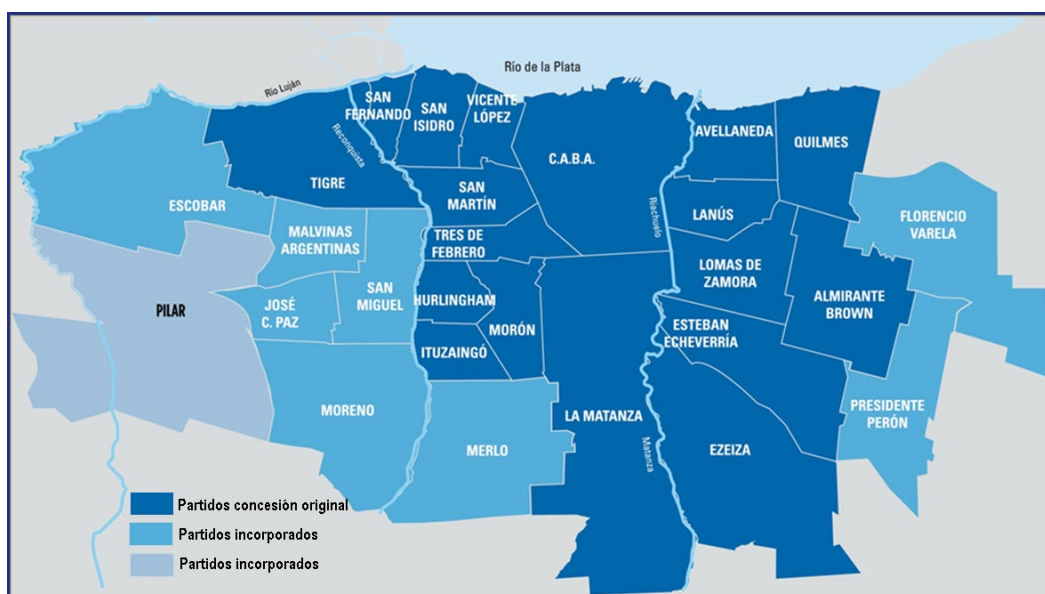 Río de la Plata
Río Luján
Reconquista
SAN
FERNANDO
SAN
ISIDRO
VICENTE
LÓPEZ
C.A.B.A.
AVELLANEDA
QUILMES
TIGRE
SAN
MARTÍN
ESCOBAR
MALVINAS
ARGENTINAS
TRES DE
FEBRERO
Riachuelo
LANÚS
FLORENCIO
VARELA
LOMAS DE
ZAMORA
PILAR
JOSÉ
C. PAZ
SAN
MIGUEL
HURLINGHAM
MORÓN
ITUZAINGÓ
ESTEBAN
ECHEVERRÍA
ALMIRANTE
BROWN
MORENO
MERLO
LA MATANZA
Matanza
EZEIZA
PRESIDENTE
PERÓN
Partidos concesión original
Partidos incorporados
Partidos incorporados